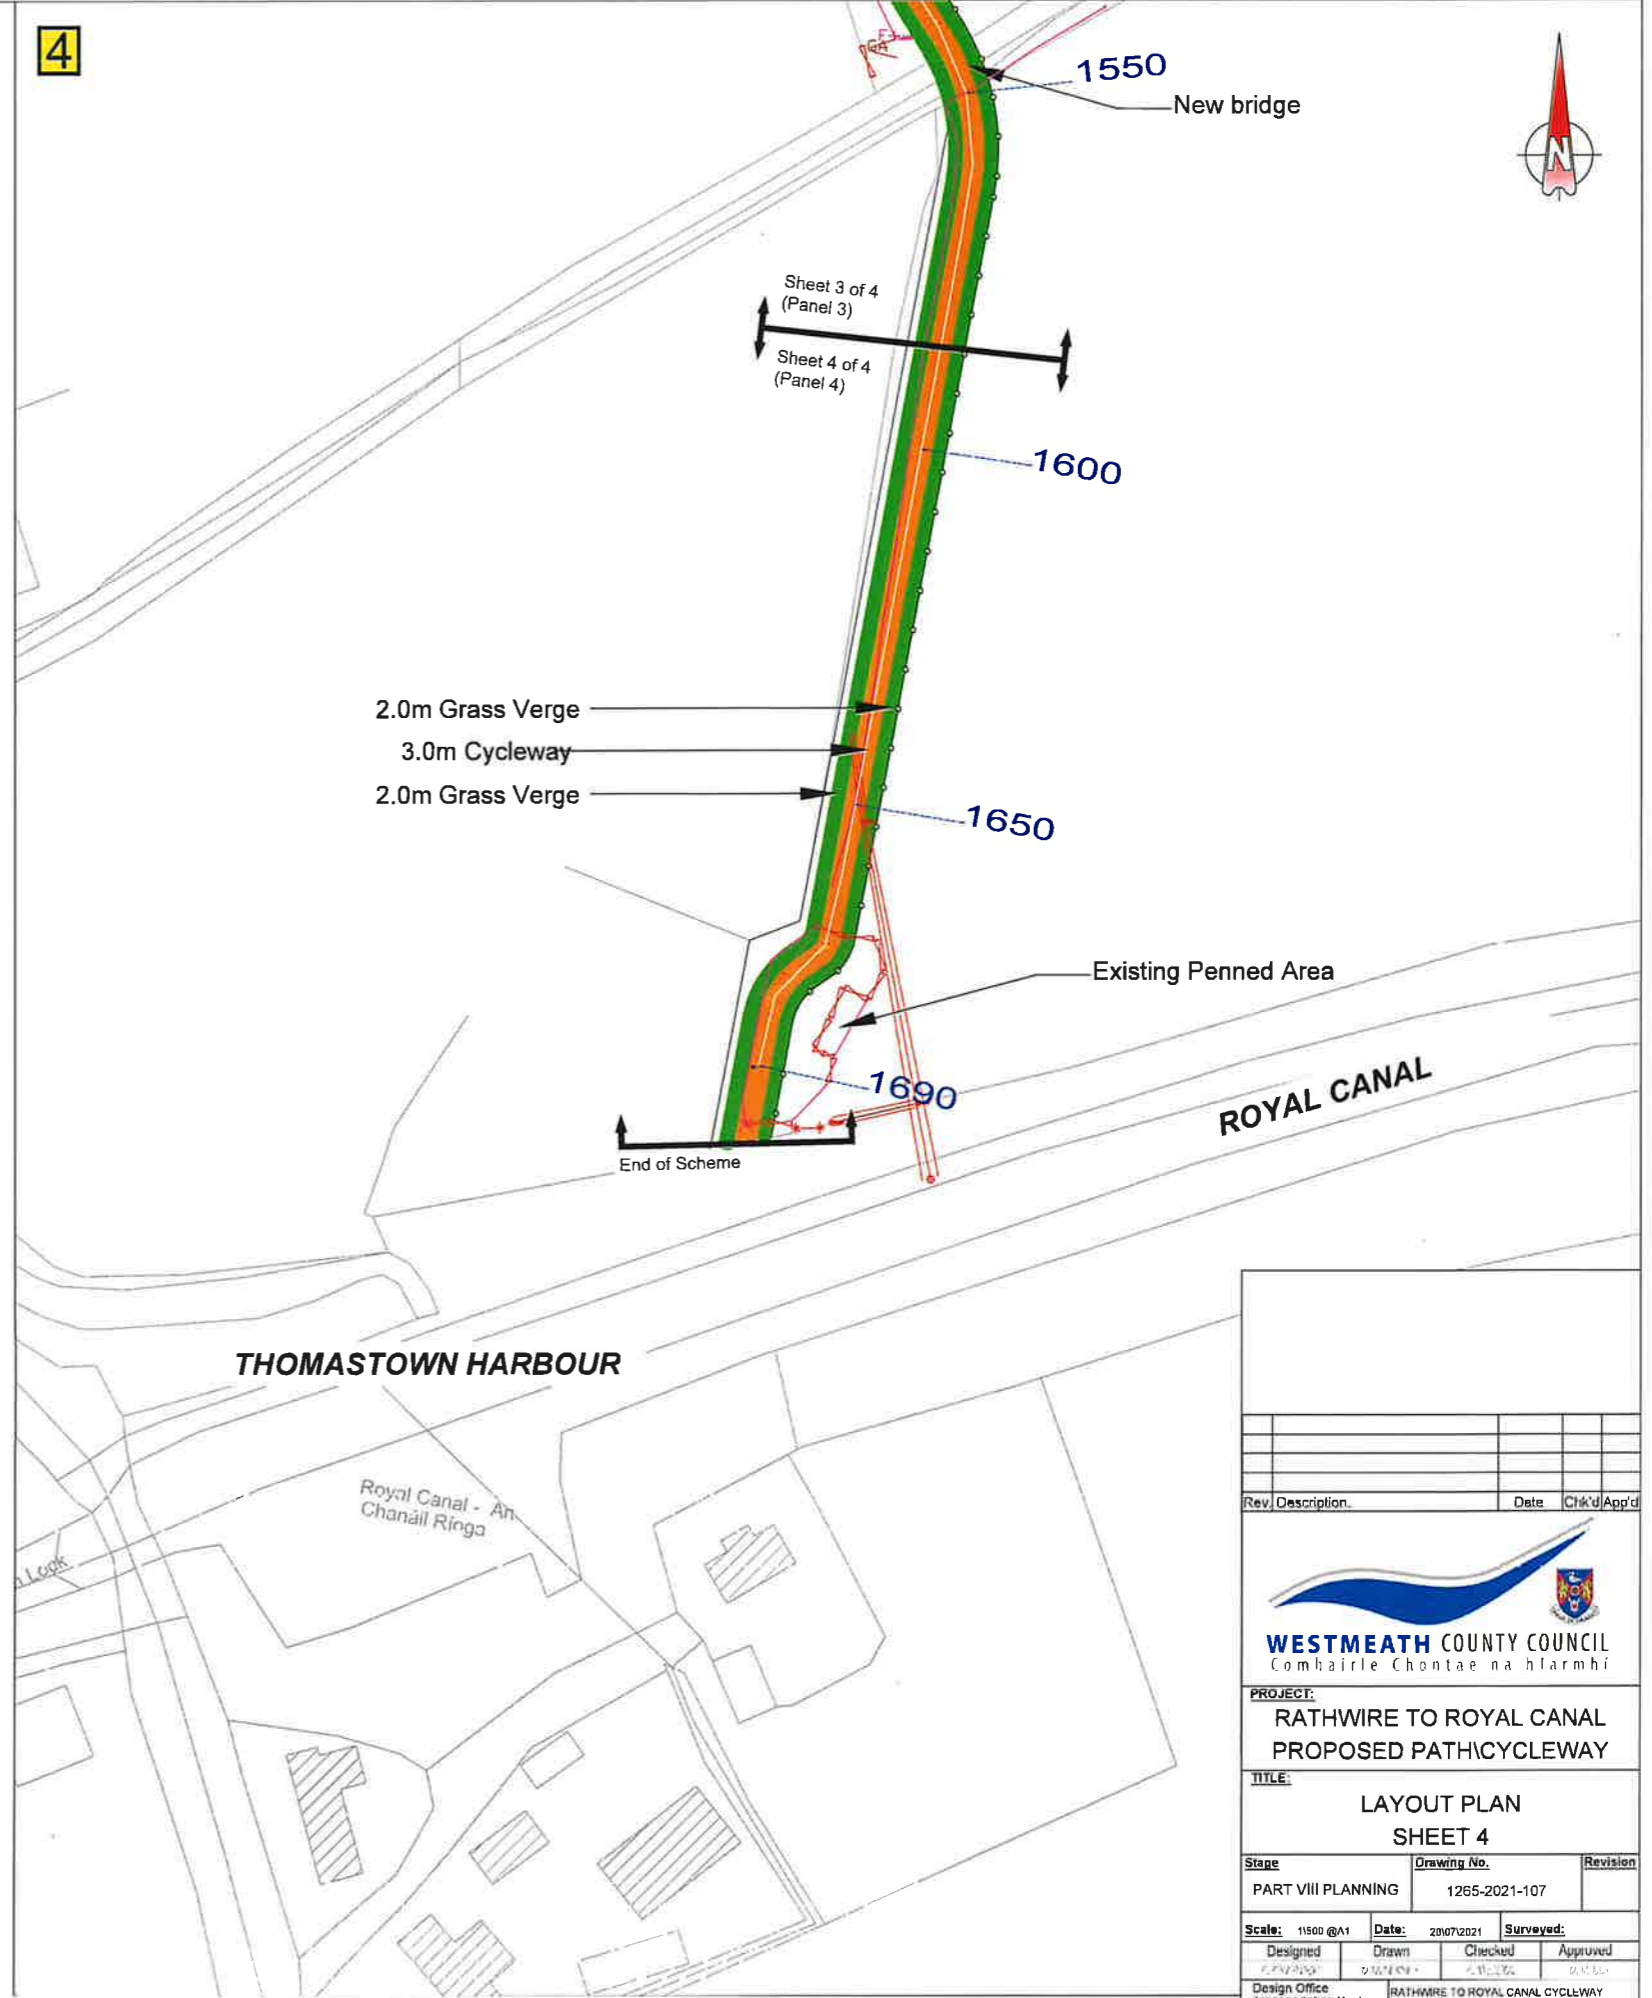 4
1550
New bridge
N
Sheet 3 of 4
(Panel 3)
Sheet 4 of 4
(Panel 4)
1600
2.0m Grass Verge
3.0m Cycleway
2.0m Grass Verge
1650
Existing Penned Area
1690
ROYAL CANAL
End of Scheme
THOMASTOWN HARBOUR
Royal Canal - An
Chanáil Ríoga
Lock
Rev. Description. Date Chk'd App'd
WESTMEATH COUNTY COUNCIL
Comhairle Chontae na hIarmhí
PROJECT:
RATHWIRE TO ROYAL CANAL
PROPOSED PATH\CYCLEWAY
TITLE:
LAYOUT PLAN
SHEET 4
Stage Drawing No. Revision
PART VIII PLANNING 1265-2021-107
Scale: 1\500 @A1 Date: 20\07\2021 Surveyed:
Designed Drawn Checked Approved
Design Office RATHWIRE TO ROYAL CANAL CYCLEWAY